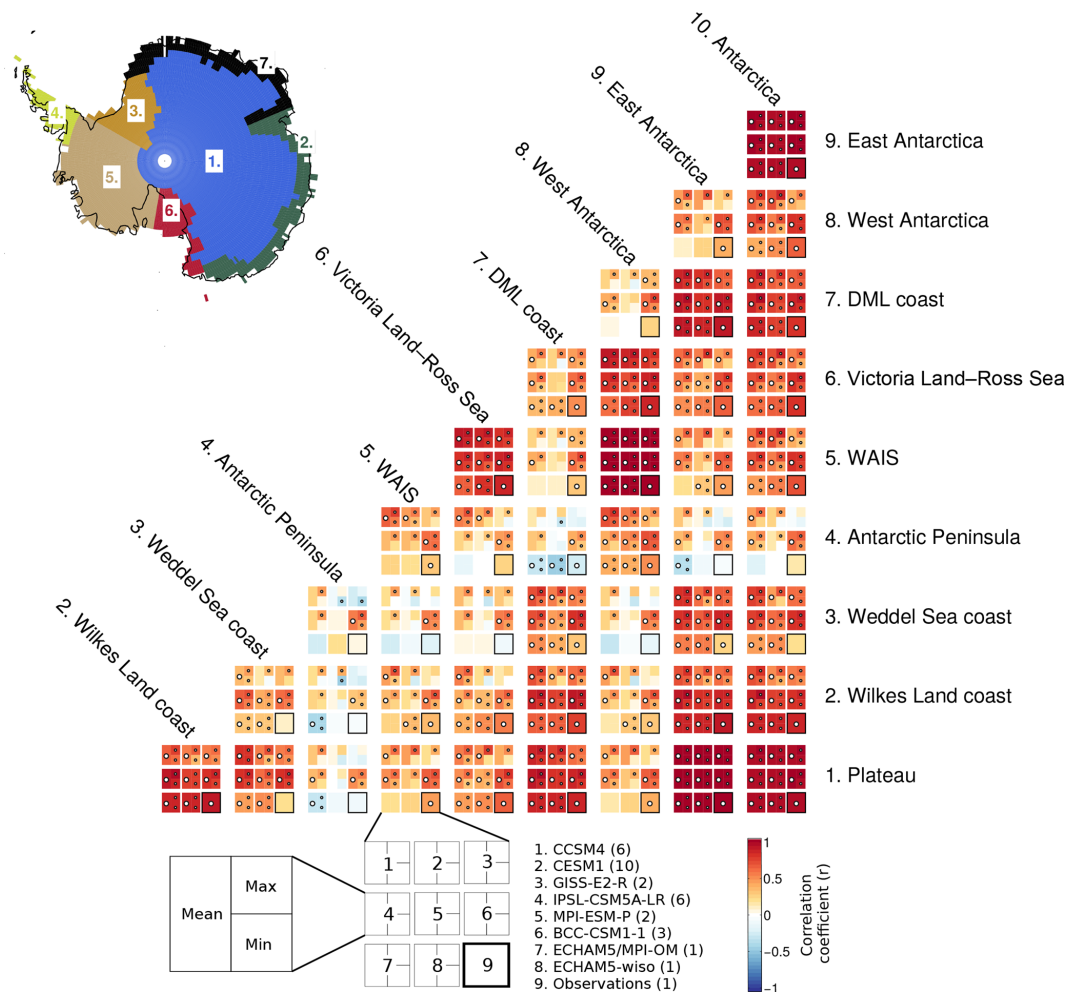 10. Antarctica
9. East Antarctica
8. West Antarctica
7. DML coast
6. Victoria Land–Ross Sea
5. WAIS
4. Antarctic Peninsula
3. Weddel Sea coast
2. Wilkes Land coast
7.
3.
4.
2.
1.
5.
6.
9. East Antarctica
8. West Antarctica
7. DML coast
6. Victoria Land–Ross Sea
5. WAIS
4. Antarctic Peninsula
3. Weddel Sea coast
2. Wilkes Land coast
1. Plateau
Mean
Max
Min
1 2 3
4 5 6
7 8 9
1. CCSM4 (6)
2. CESM1 (10)
3. GISS-E2-R (2)
4. IPSL-CSM5A-LR (6)
5. MPI-ESM-P (2)
6. BCC-CSM1-1 (3)
7. ECHAM5/MPI-OM (1)
8. ECHAM5-wiso (1)
9. Observations (1)
1
0.5
0
−0.5
−1
Correlation
coefficient (r)